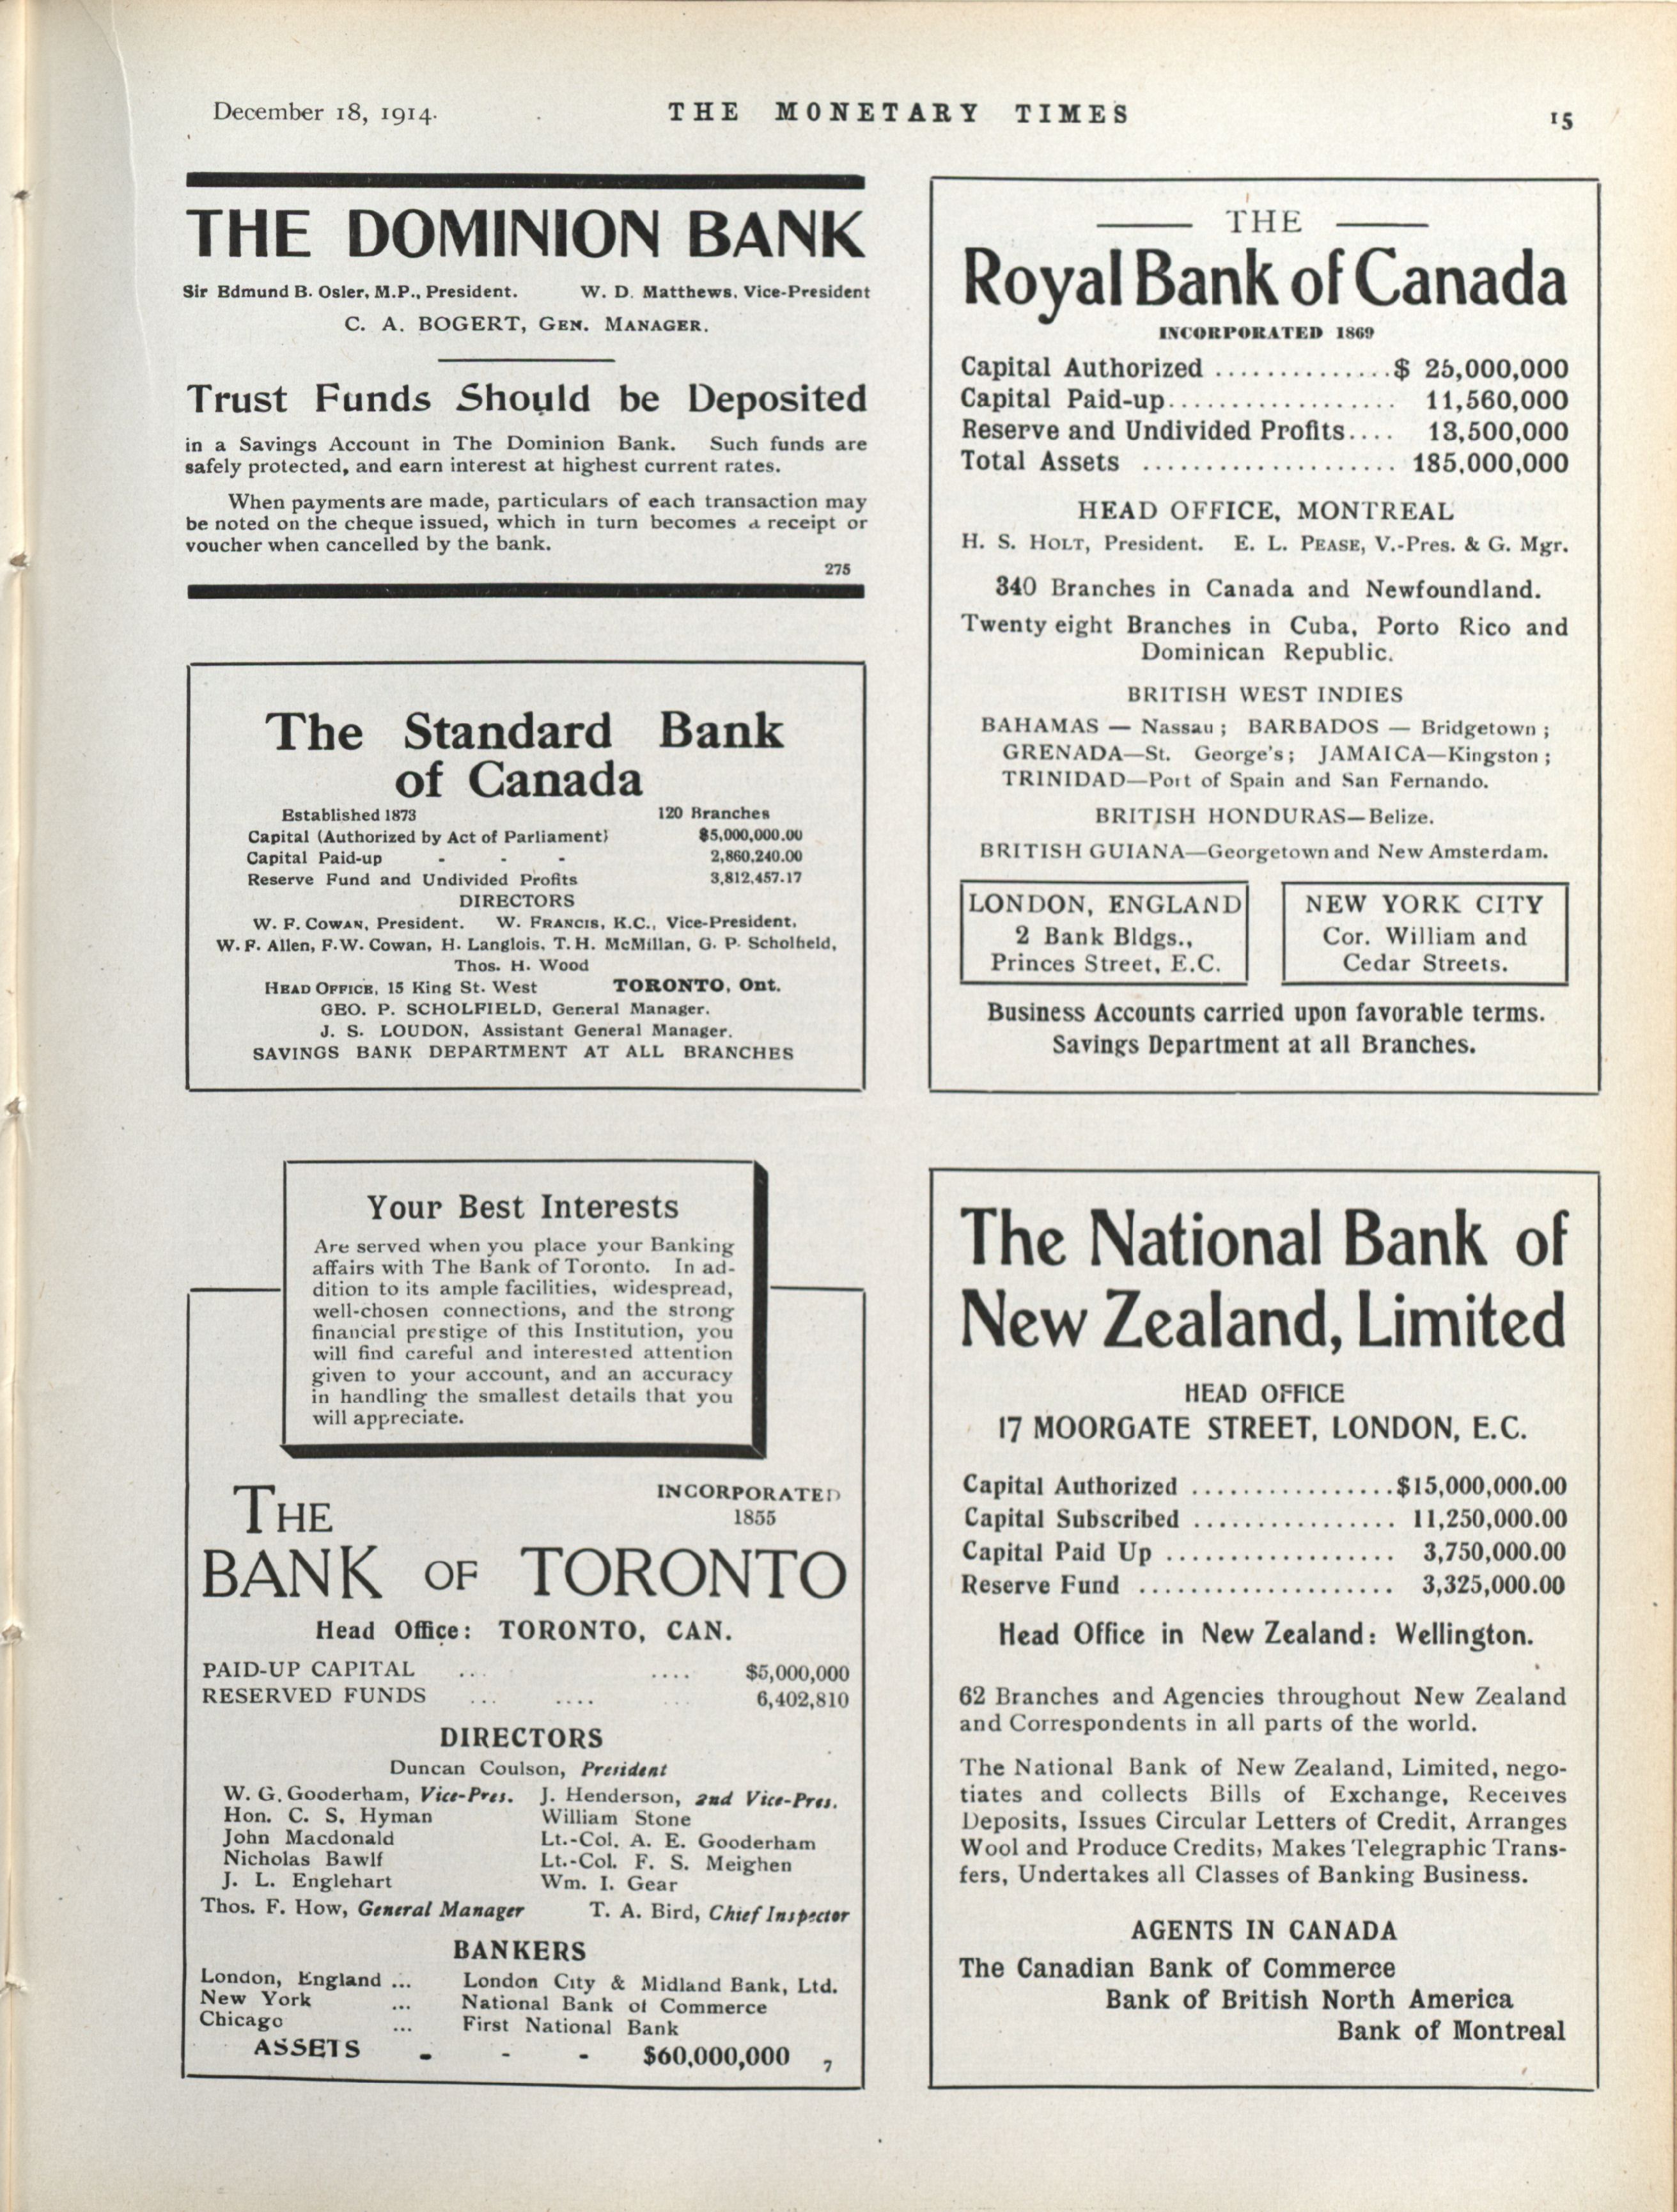 December 18, 1914.
THE MONETARY TIMES
15
THE DOMINION BANK
Sir Edmund B. Osler, M.P., President. W. D. Matthews, Vice-President
C. A. BOGERT, GEN. MANAGER.
Trust Funds Should be Deposited
in a Savings Account in The Dominion Bank. Such funds are
safely protected, and earn interest at highest current rates.
When payments are made, particulars of each transaction may
be noted on the cheque issued, which in turn becomes a receipt or
voucher when cancelled by the bank.
275
The Standard Bank
of Canada
Established 1873 120 Branches
Capital (Authorized by Act of Parliament) $5,000,000.00
Capital Paid-up - - - 2,860,240.00
Reserve Fund and Undivided Profits 3,812,457.17
DIRECTORS
W. F. COWAN, President. W. FRANCIS, K.C., Vice-President.
W. F. Allen, F. W. Cowan, H. Langlois, T. H. McMillan, G. P. Scholfield,
Thos. H. Wood
HEAD OFFICE, 15 King St. West TORONTO, Ont.
GEO. P. SCHOLFIELD, General Manager.
J. S. LOUDON, Assistant General Manager.
SAVINGS BANK DEPARTMENT AT ALL BRANCHES
Your Best Interests
Are served when you place your Banking
affairs with The Bank of Toronto. In ad-
dition to its ample facilities, widespread,
well-chosen connections, and the strong
financial prestige of this Institution, you
will find careful and interested attention
given to your account, and an accuracy
in handling the smallest details that you
will appreciate.
THE
INCORPORATED
1855
BANK OF TORONTO
Head Office: TORONTO, CAN.
PAID-UP CAPITAL ... .... $5,000,000
RESERVED FUNDS ... .... ... 6,402,810
DIRECTORS
Duncan Coulson, President
W. G. Gooderham, Vice-Pres. J. Henderson, 2nd Vice-Pres.
Hon. C. S. Hyman William Stone
John Macdonald Lt.-Col. A. E. Gooderham
Nicholas Bawlf Lt.-Col. F. S. Meighen
J. L. Englehart Wm. I. Gear
Thos. F. How, General Manager T. A. Bird, Chief Inspector
BANKERS
London, England ... London City & Midland Bank, Ltd.
New York ... National Bank of Commerce
Chicago ... First National Bank
ASSETS - - - $60,000,000 7
THE
Royal Bank of Canada
INCORPORATED 1869
Capital Authorized ..............$ 25,000,000
Capital Paid-up.................. 11,560,000
Reserve and Undivided Profits.... 13,500,000
Total Assets .................... 185,000,000
HEAD OFFICE, MONTREAL
H. S. HOLT, President. E. L. PEASE, V.-Pres. & G. Mgr.
340 Branches in Canada and Newfoundland.
Twenty eight Branches in Cuba, Porto Rico and
Dominican Republic.
BRITISH WEST INDIES
BAHAMAS — Nassau; BARBADOS — Bridgetown;
GRENADA—St. George's; JAMAICA—Kingston;
TRINIDAD—Port of Spain and San Fernando.
BRITISH HONDURAS—Belize.
BRITISH GUIANA—Georgetown and New Amsterdam.
LONDON, ENGLAND
2 Bank Bldgs.,
Princes Street, E.C.
NEW YORK CITY
Cor. William and
Cedar Streets.
Business Accounts carried upon favorable terms.
Savings Department at all Branches.
The National Bank of
New Zealand, Limited
HEAD OFFICE
17 MOORGATE STREET, LONDON, E.C.
Capital Authorized ................$15,000,000.00
Capital Subscribed ................ 11,250,000.00
Capital Paid Up .................. 3,750,000.00
Reserve Fund .................... 3,325,000.00
Head Office in New Zealand: Wellington.
62 Branches and Agencies throughout New Zealand
and Correspondents in all parts of the world.
The National Bank of New Zealand, Limited, nego-
tiates and collects Bills of Exchange, Receives
Deposits, Issues Circular Letters of Credit, Arranges
Wool and Produce Credits, Makes Telegraphic Trans-
fers, Undertakes all Classes of Banking Business.
AGENTS IN CANADA
The Canadian Bank of Commerce
Bank of British North America
Bank of Montreal